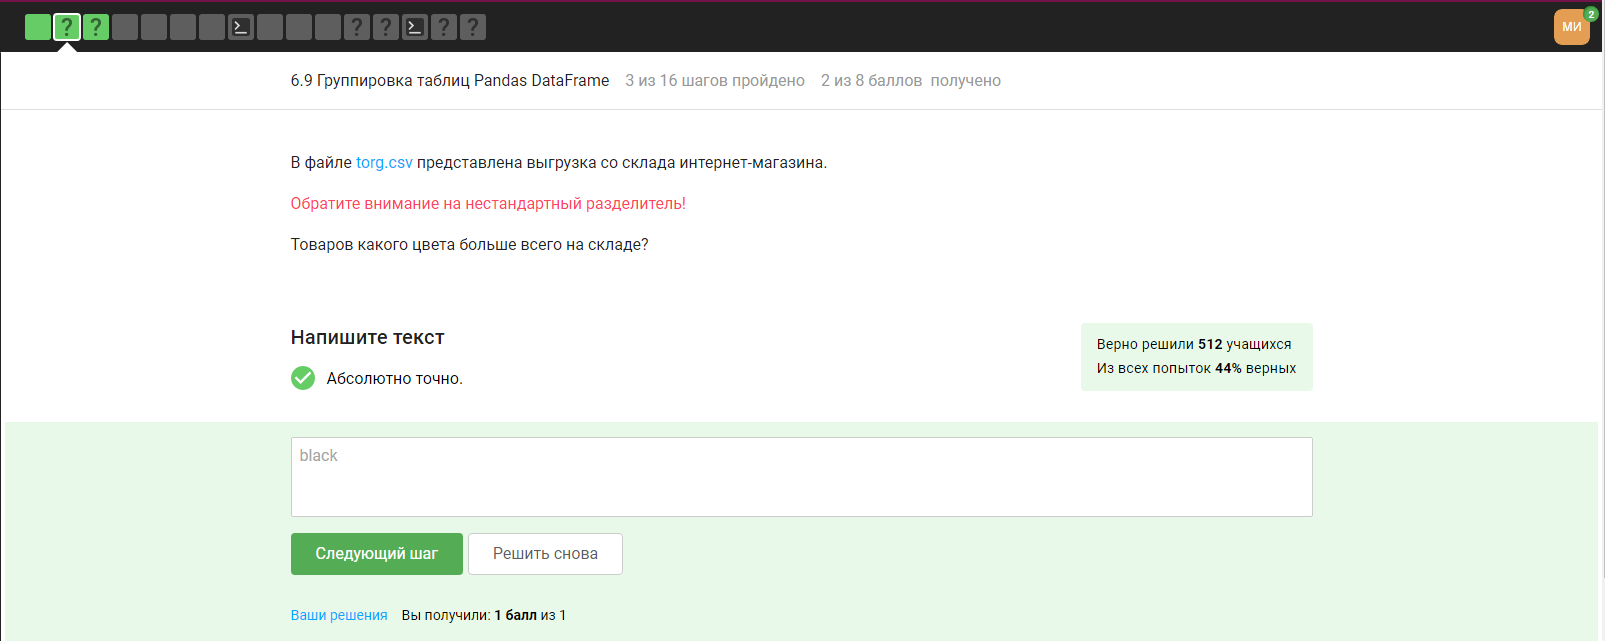 ? ? >_ ? ? >_ ? ?
МИ 2
6.9 Группировка таблиц Pandas DataFrame 3 из 16 шагов пройдено 2 из 8 баллов получено
В файле torg.csv представлена выгрузка со склада интернет-магазина.
Обратите внимание на нестандартный разделитель!
Товаров какого цвета больше всего на складе?
Напишите текст
Абсолютно точно.
Верно решили 512 учащихся
Из всех попыток 44% верных
black
Следующий шаг Решить снова
Ваши решения Вы получили: 1 балл из 1